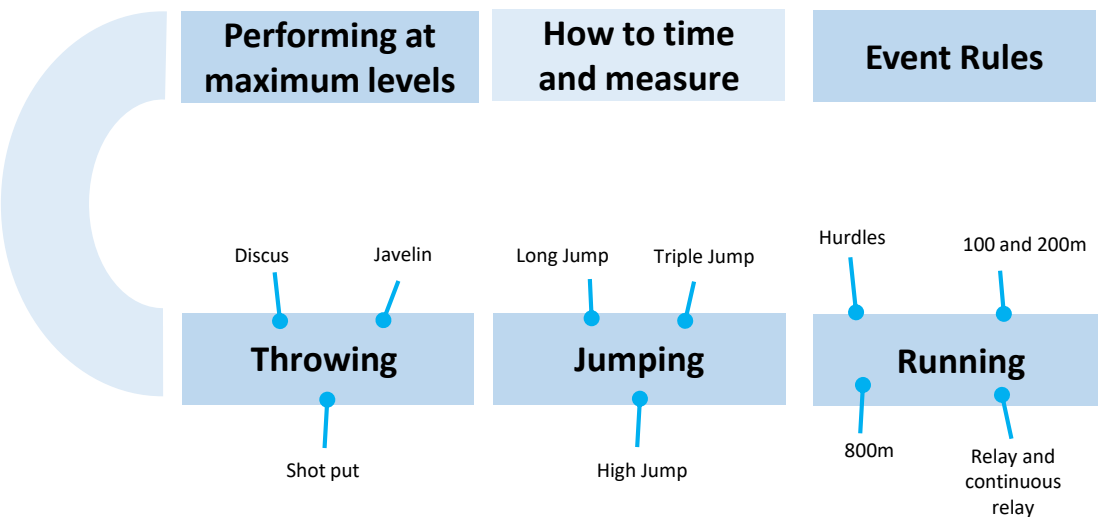 Performing at
maximum levels
How to time
and measure
Event Rules
Discus
Javelin
Long Jump
Triple Jump
Hurdles
100 and 200m
Throwing
Jumping
Running
Shot put
High Jump
800m
Relay and
continuous
relay